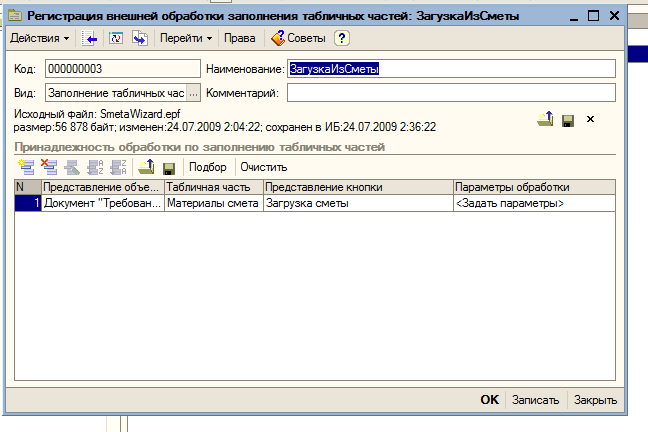 Регистрация внешней обработки заполнения табличных частей: ЗагузкаИзСметы
Действия Перейти Права Советы
Код: 000000003 Наименование: ЗагузкаИзСметы
Вид: Заполнение табличных час ... Комментарий:
Исходный файл: SmetaWizard.epf
размер:56 878 байт; изменен:24.07.2009 2:04:22; сохранен в ИБ:24.07.2009 2:36:22
Принадлежность обработки по заполнению табличных частей
Подбор Очистить
N Представление объе... Табличная часть Представление кнопки Параметры обработки
1 Документ "Требован... Материалы смета Загрузка сметы <Задать параметры>
OK Записать Закрыть